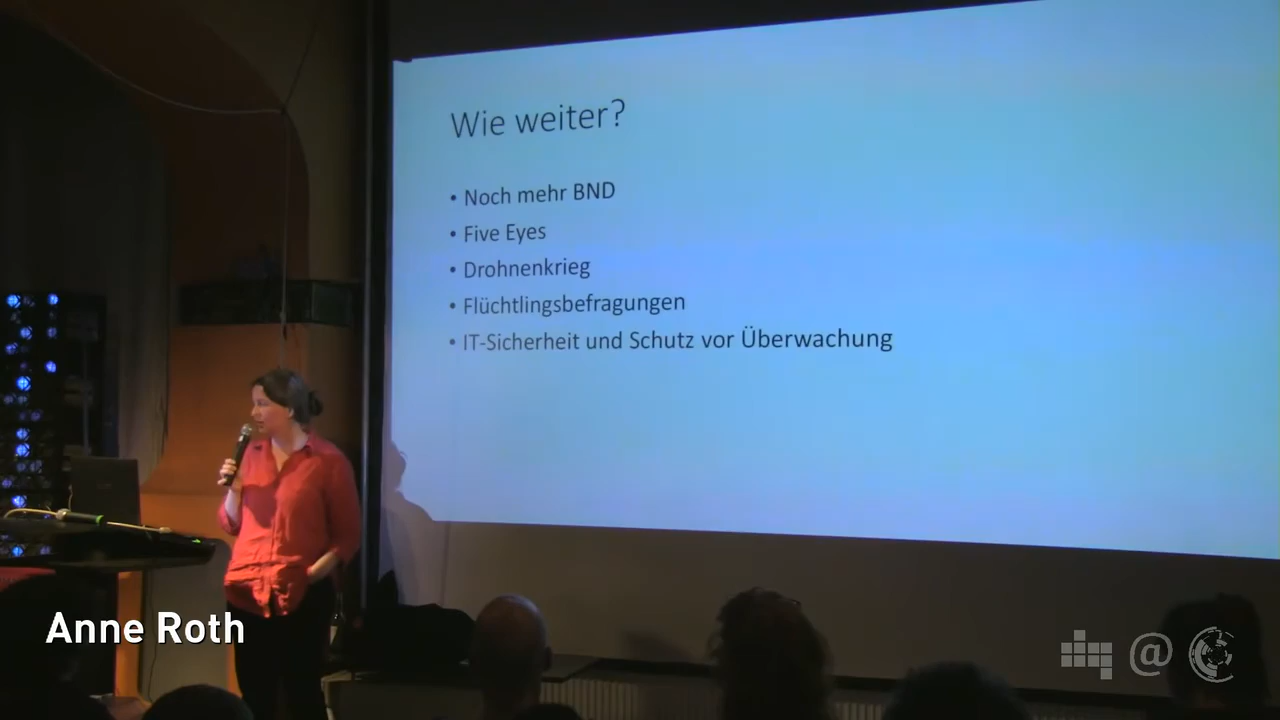 Wie weiter?
• Noch mehr BND
• Five Eyes
• Drohnenkrieg
• Flüchtlingsbefragungen
• IT-Sicherheit und Schutz vor Überwachung
Anne Roth
@